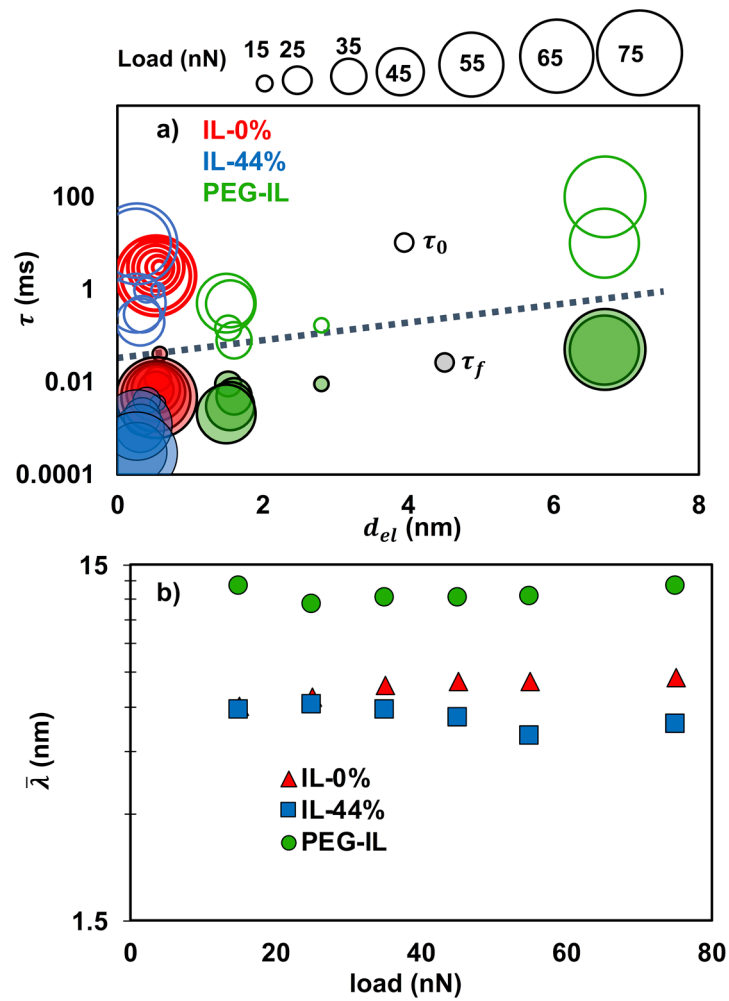 Load (nN) 15 25 35 45 55 65 75
a) IL-0%
IL-44%
PEG-IL
τ (ms)
100
1
0.01
0.0001
τ₀
τ_f
0 2 4 6 8
d_el (nm)
b)
15
1.5
λ̄ (nm)
IL-0%
IL-44%
PEG-IL
0 20 40 60 80
load (nN)